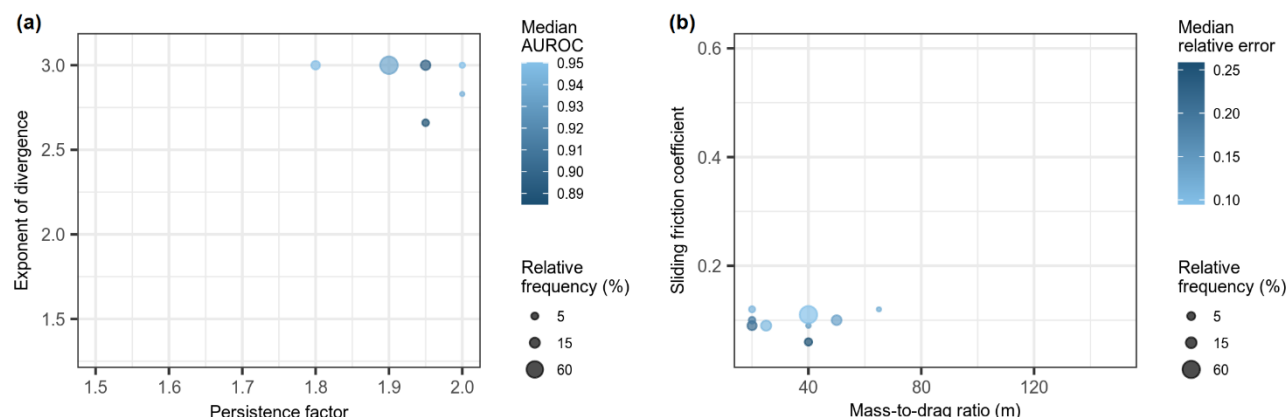 (a)
Exponent of divergence
3.0
2.5
2.0
1.5
1.5 1.6 1.7 1.8 1.9 2.0
Persistence factor
Median
AUROC
0.95
0.94
0.93
0.92
0.91
0.90
0.89
Relative
frequency (%)
5
15
60
(b)
Sliding friction coefficient
0.6
0.4
0.2
40 80 120
Mass-to-drag ratio (m)
Median
relative error
0.25
0.20
0.15
0.10
Relative
frequency (%)
5
15
60